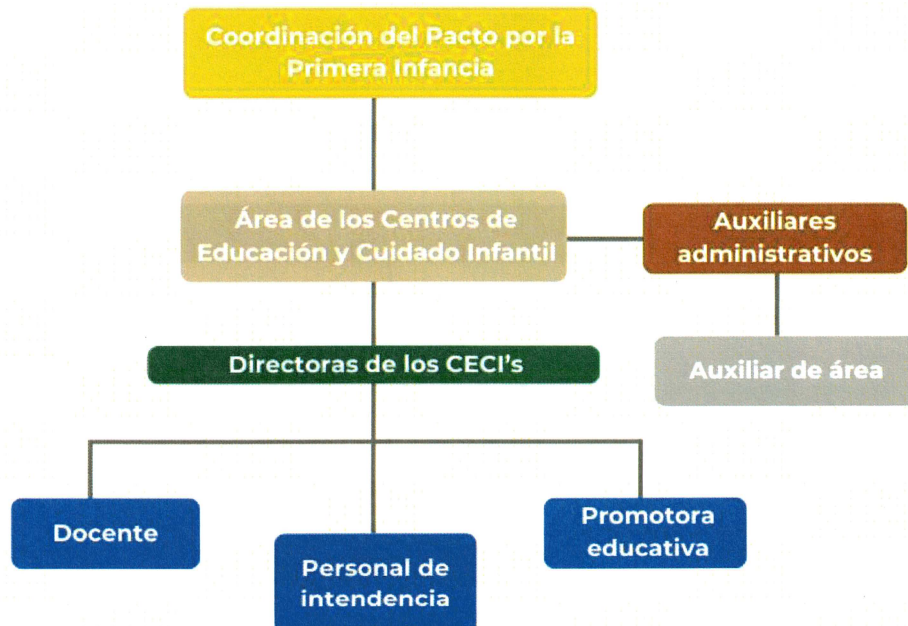 Coordinación del Pacto por la
Primera Infancia
Área de los Centros de
Educación y Cuidado Infantil
Auxiliares
administrativos
Directoras de los CECI's
Auxiliar de área
Docente
Personal de
intendencia
Promotora
educativa